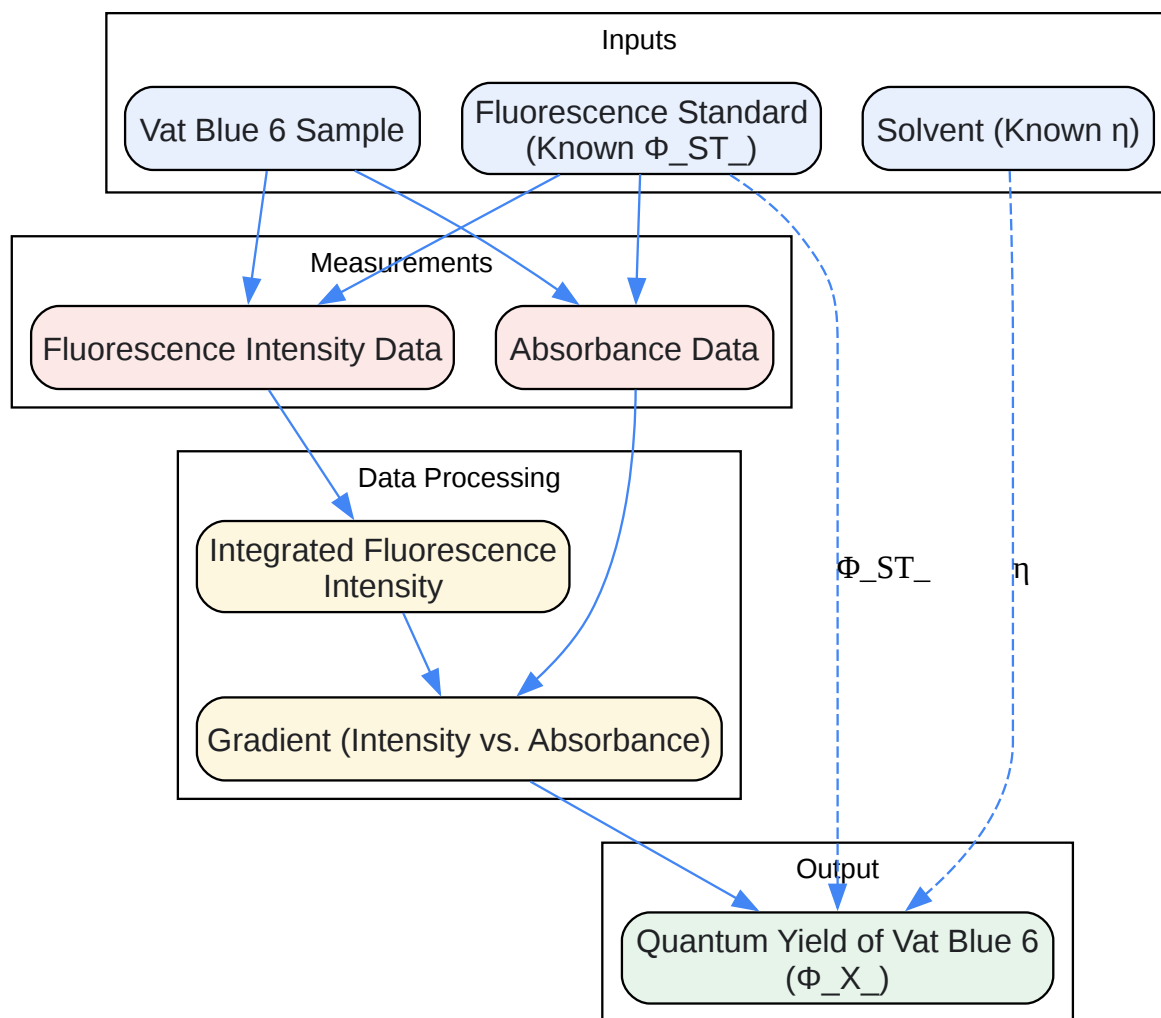 Inputs
Vat Blue 6 Sample
Fluorescence Standard
(Known Φ_ST_)
Solvent (Known η)
Measurements
Fluorescence Intensity Data
Absorbance Data
Data Processing
Integrated Fluorescence
Intensity
Φ_ST_
η
Gradient (Intensity vs. Absorbance)
Output
Quantum Yield of Vat Blue 6
(Φ_X_)